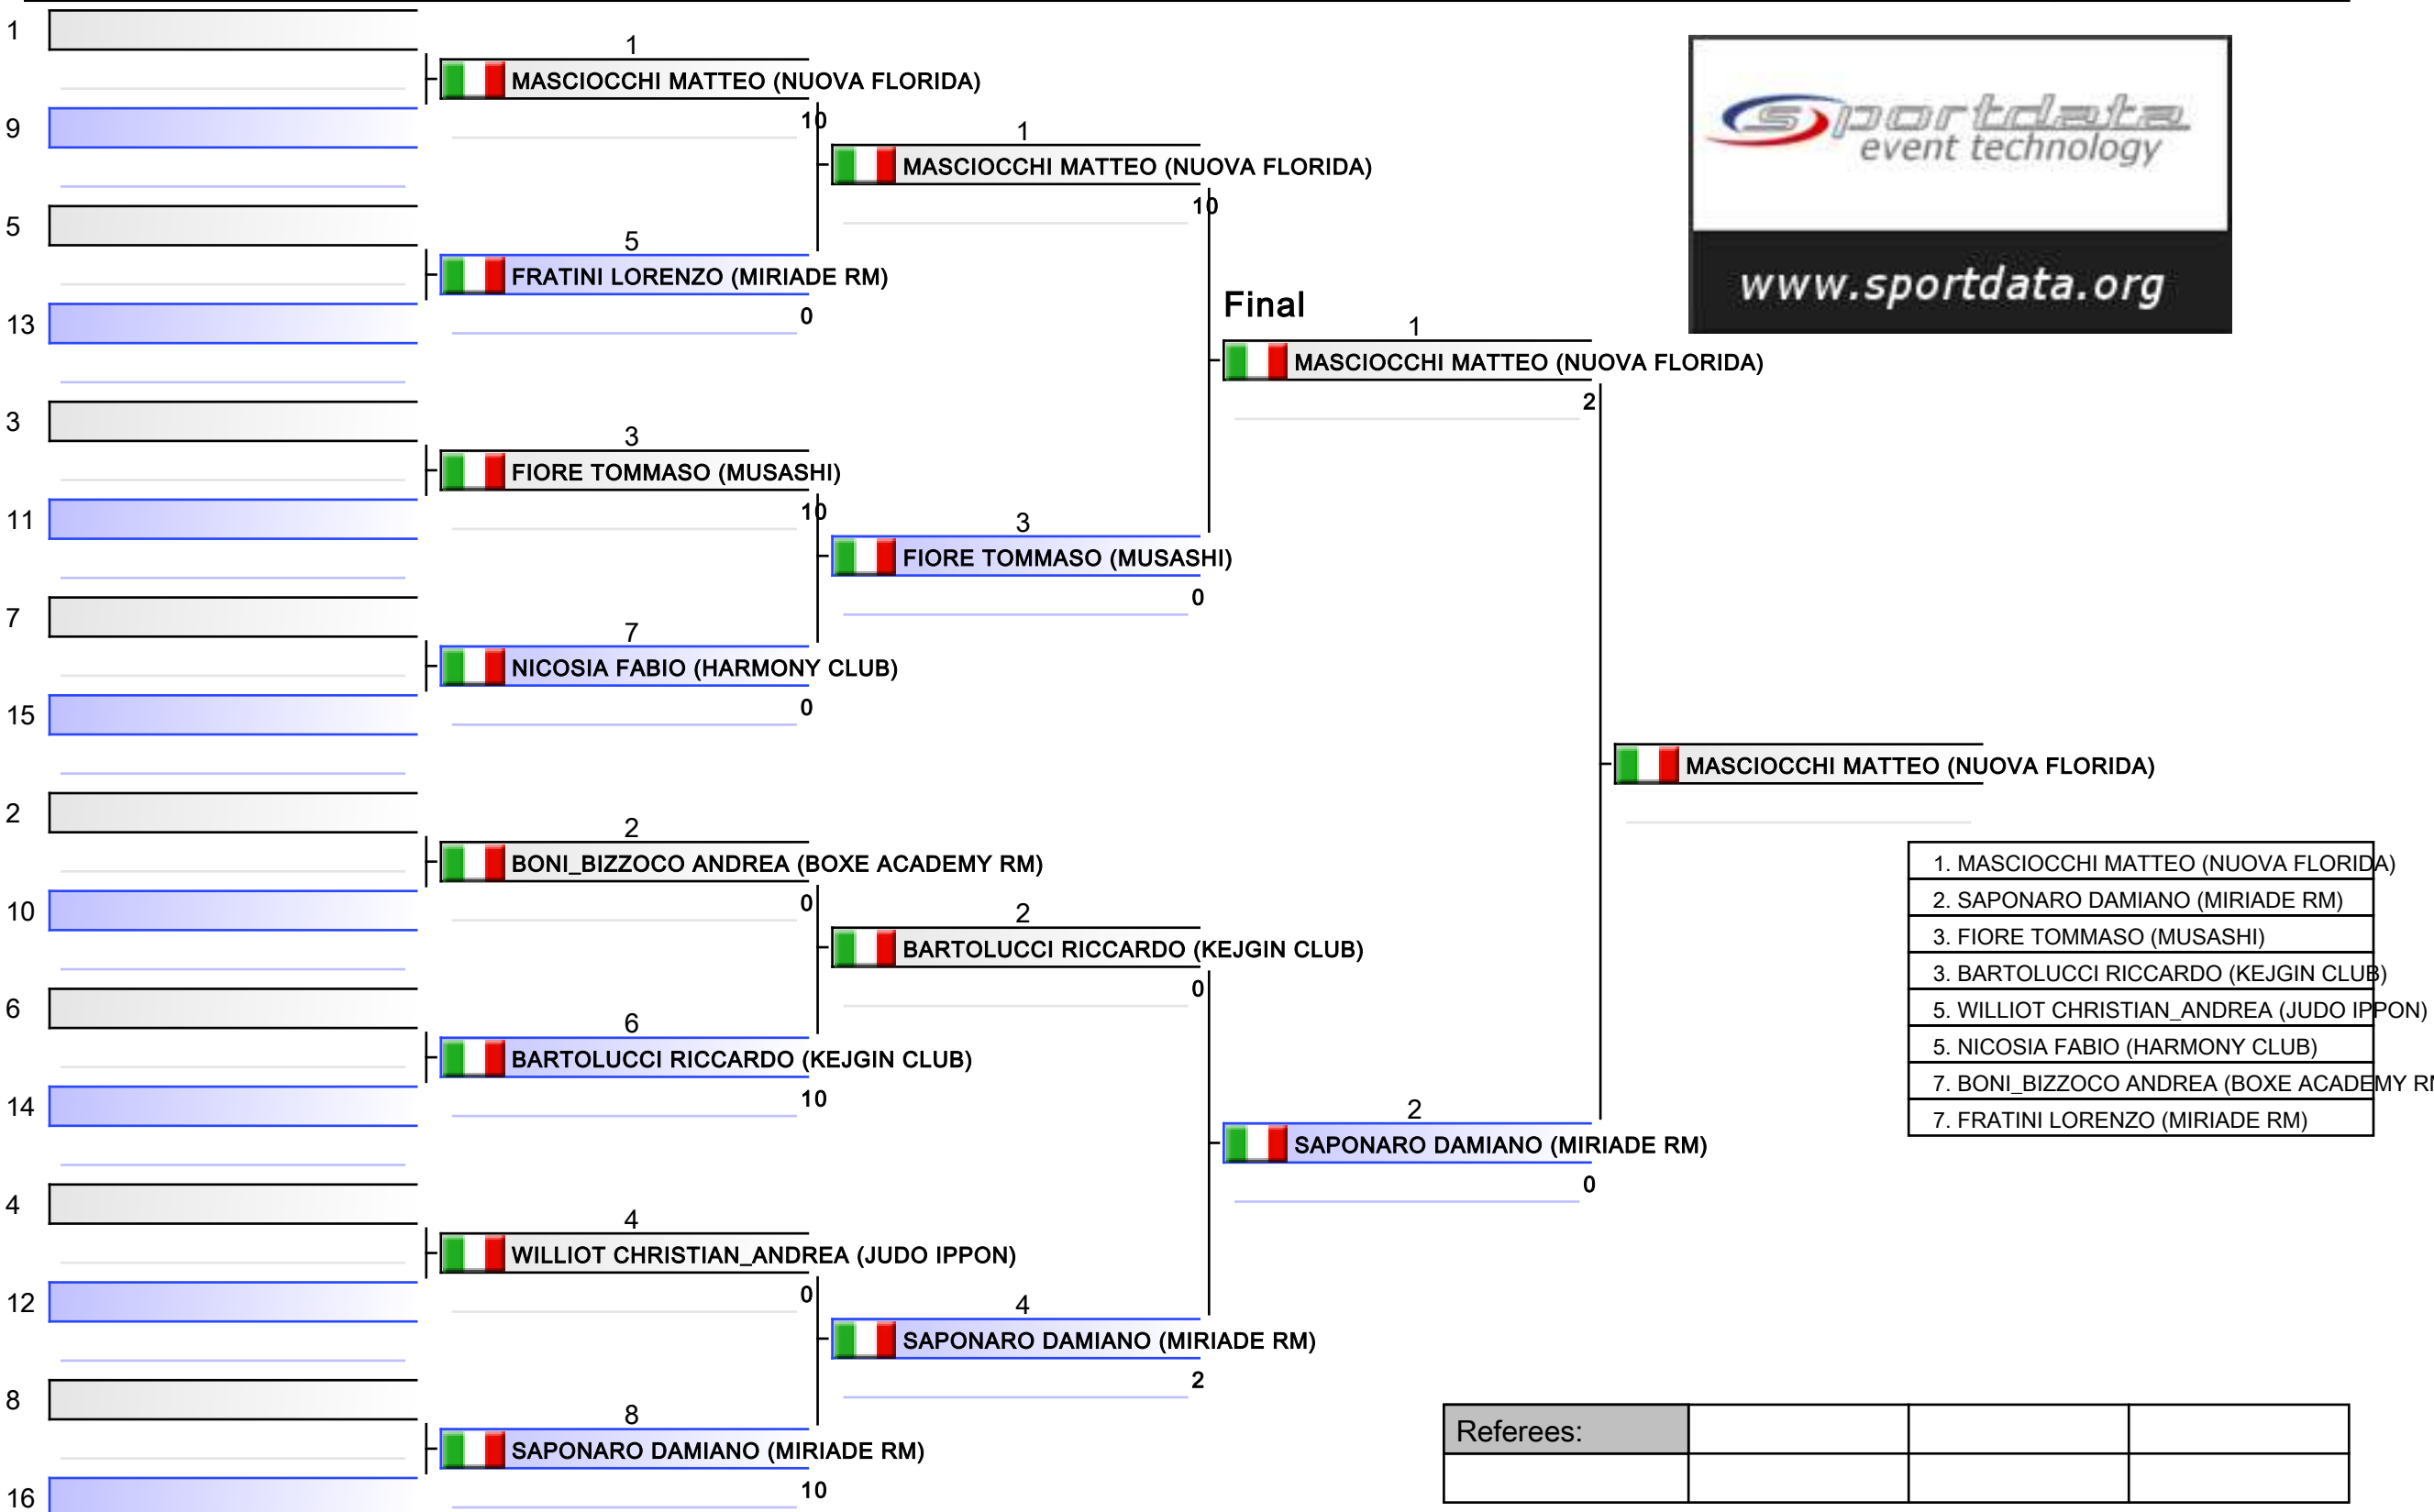 1
1
MASCIOCCHI MATTEO (NUOVA FLORIDA)
10
9
1
MASCIOCCHI MATTEO (NUOVA FLORIDA)
10
5
5
FRATINI LORENZO (MIRIADE RM)
0
13
Final
1
MASCIOCCHI MATTEO (NUOVA FLORIDA)
2
3
3
FIORE TOMMASO (MUSASHI)
10
11
3
FIORE TOMMASO (MUSASHI)
0
7
7
NICOSIA FABIO (HARMONY CLUB)
0
15
MASCIOCCHI MATTEO (NUOVA FLORIDA)
2
2
BONI_BIZZOCO ANDREA (BOXE ACADEMY RM)
0
10
2
BARTOLUCCI RICCARDO (KEJGIN CLUB)
0
6
6
BARTOLUCCI RICCARDO (KEJGIN CLUB)
10
14
2
SAPONARO DAMIANO (MIRIADE RM)
0
4
4
WILLIOT CHRISTIAN_ANDREA (JUDO IPPON)
0
12
4
SAPONARO DAMIANO (MIRIADE RM)
2
8
8
SAPONARO DAMIANO (MIRIADE RM)
10
16
sportdata
event technology
www.sportdata.org
1. MASCIOCCHI MATTEO (NUOVA FLORIDA)
2. SAPONARO DAMIANO (MIRIADE RM)
3. FIORE TOMMASO (MUSASHI)
3. BARTOLUCCI RICCARDO (KEJGIN CLUB)
5. WILLIOT CHRISTIAN_ANDREA (JUDO IPPON)
5. NICOSIA FABIO (HARMONY CLUB)
7. BONI_BIZZOCO ANDREA (BOXE ACADEMY
7. FRATINI LORENZO (MIRIADE RM)
Referees: